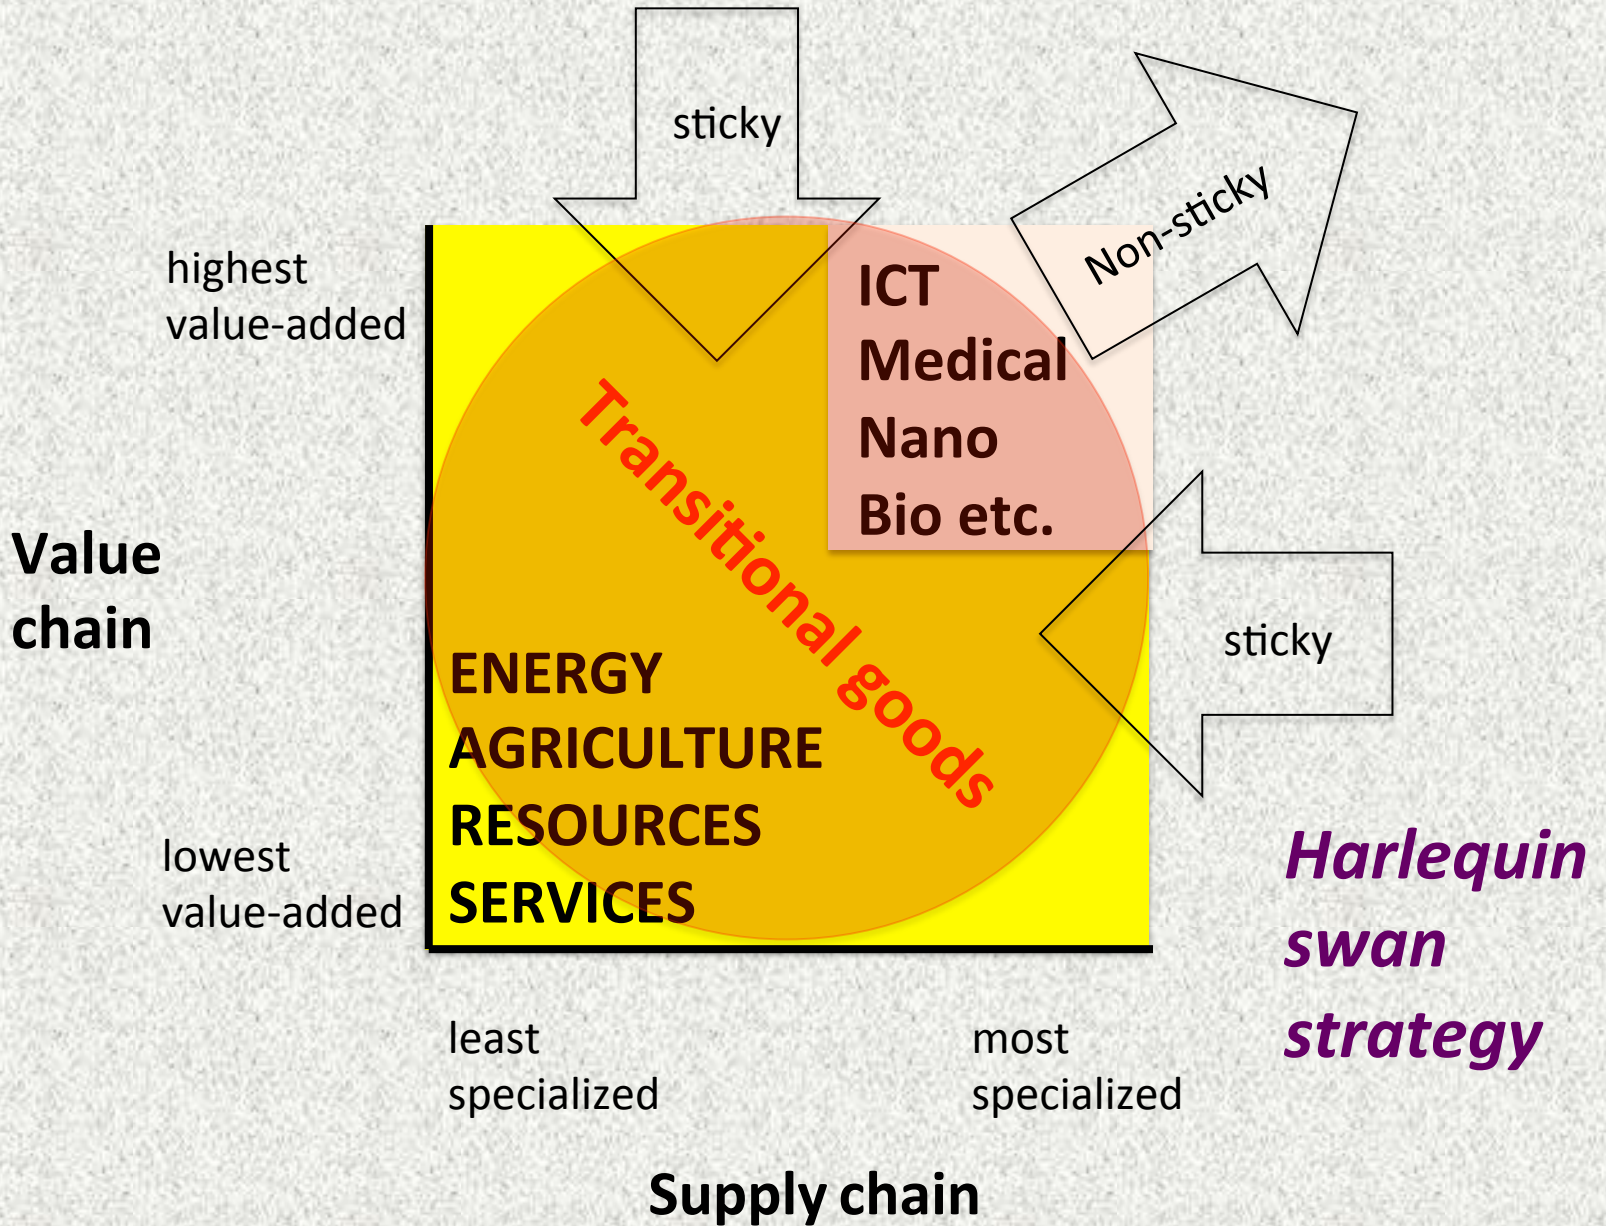 sticky
Non-sticky
highest
value-added
ICT
Medical
Nano
Bio etc.
Transitional goods
Value
chain
sticky
ENERGY
AGRICULTURE
RESOURCES
SERVICES
lowest
value-added
Harlequin
swan
strategy
least
specialized
most
specialized
Supply chain